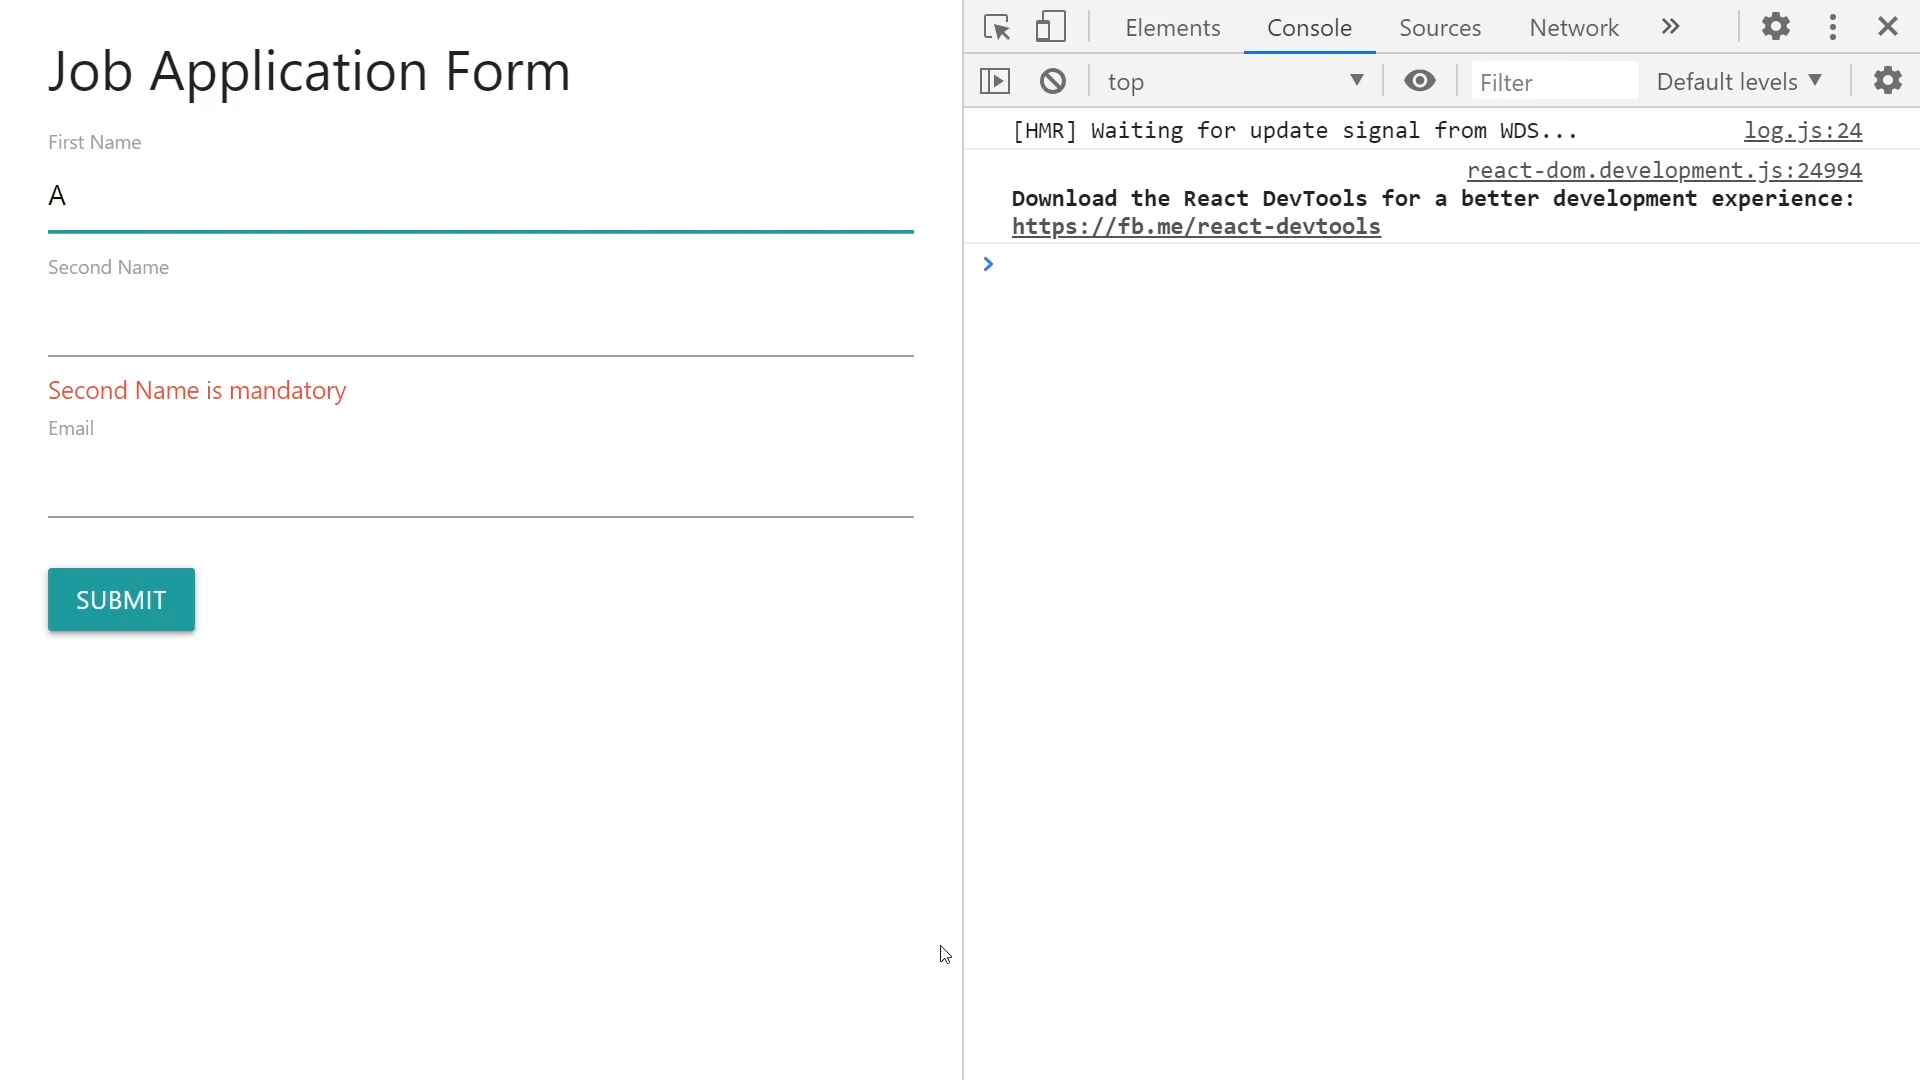 Job Application Form
First Name
A
Second Name
Second Name is mandatory
Email
SUBMIT
Elements Console Sources Network
top Filter Default levels
[HMR] Waiting for update signal from WDS... log.js:24
react-dom.development.js:24994
Download the React DevTools for a better development experience:
https://fb.me/react-devtools